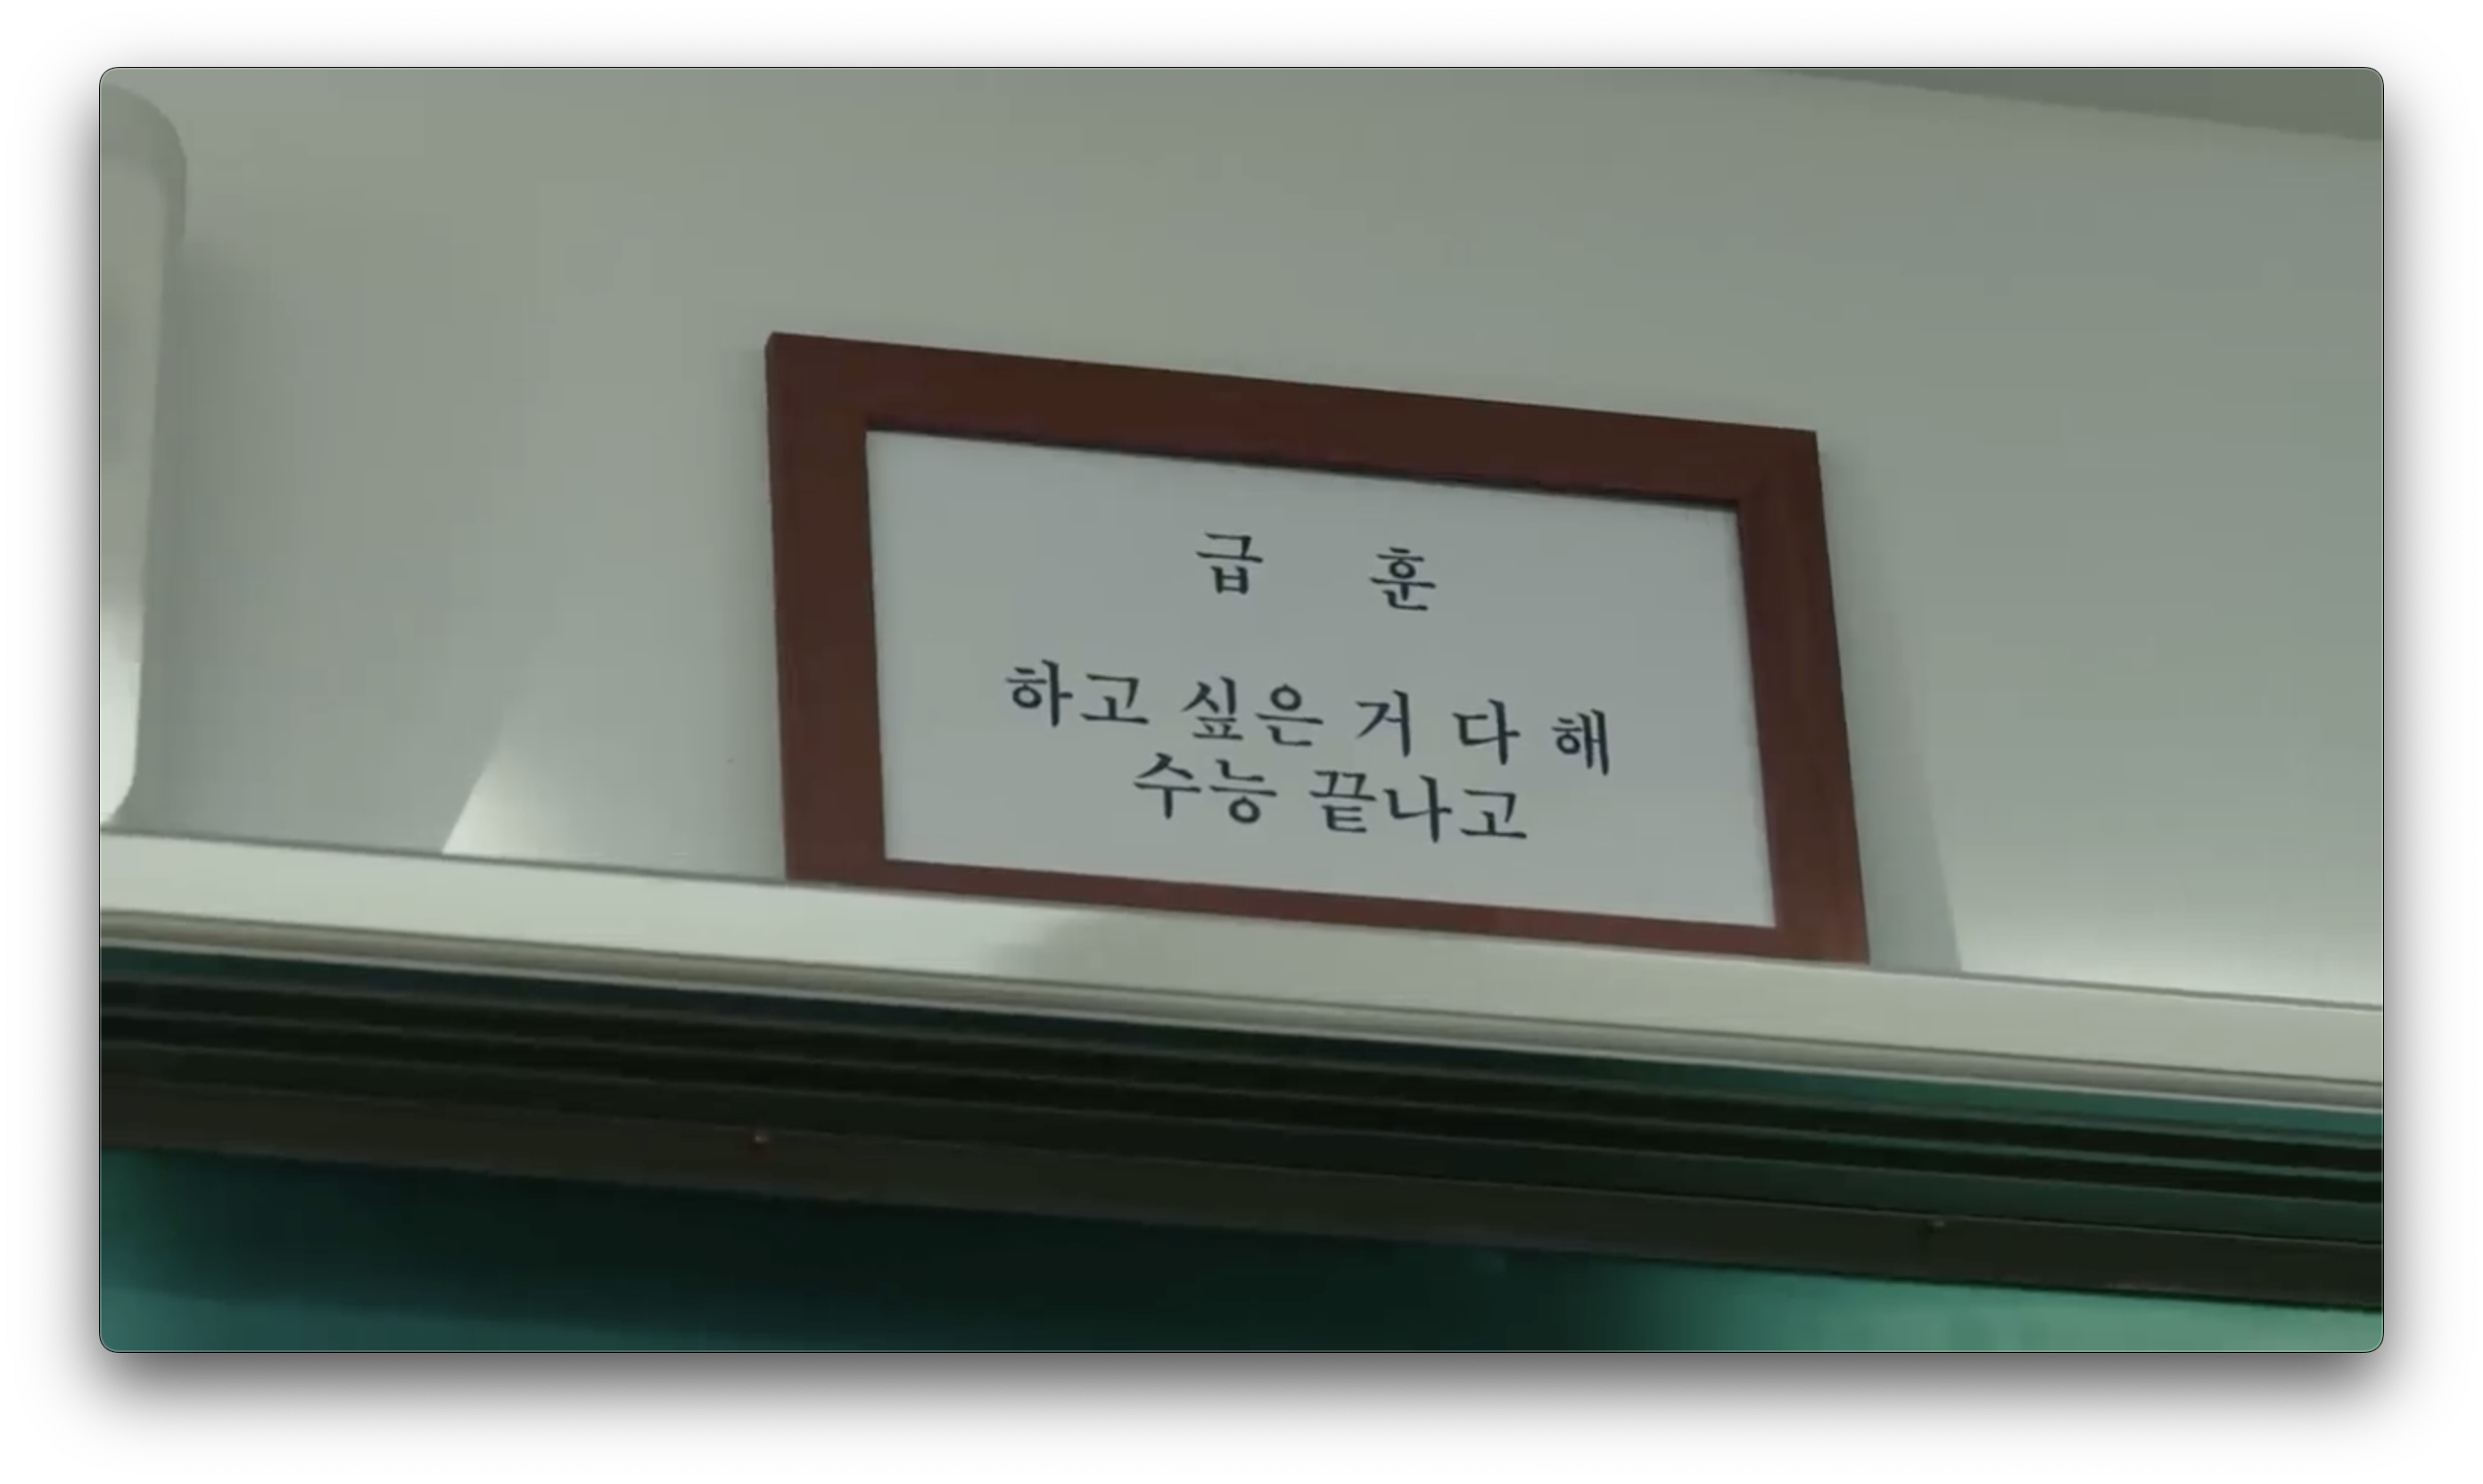 급 훈
하고 싶은 거 다 해
수능 끝나고